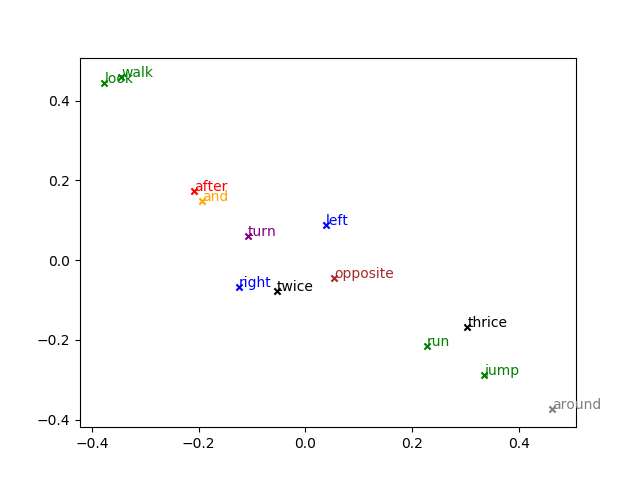 walk
look
0.4
after
and
0.2
left
turn
opposite
0.0
right
twice
thrice
run
−0.2
jump
around
−0.4
−0.4 −0.2 0.0 0.2 0.4